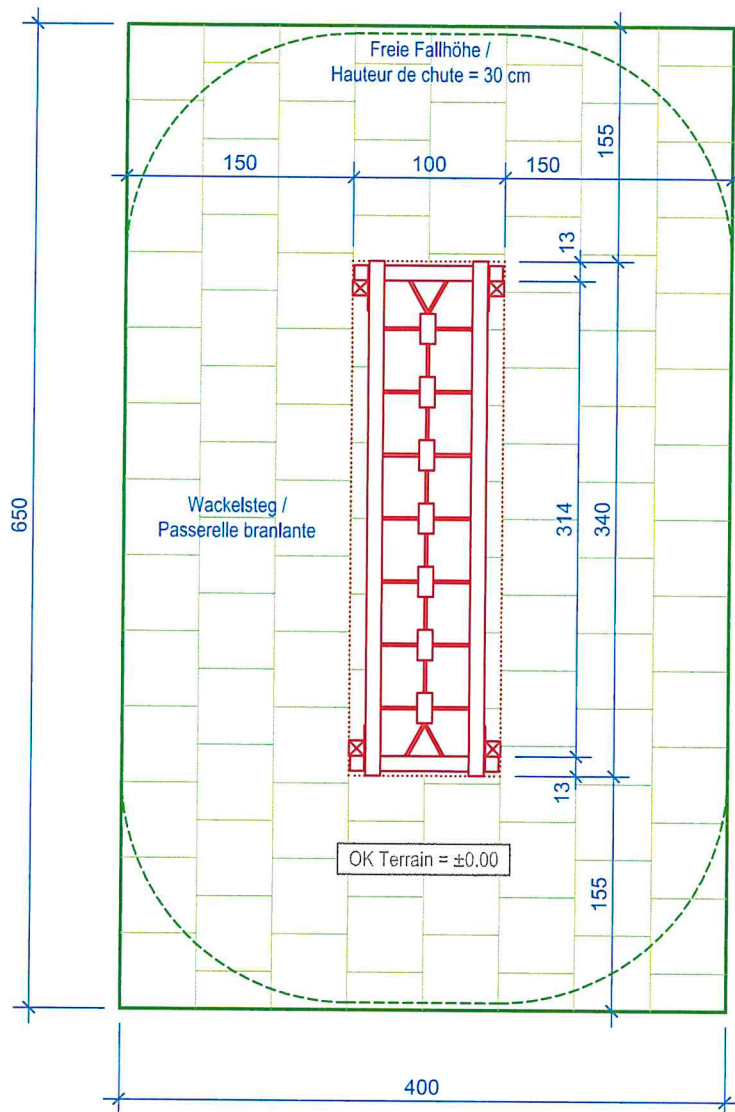 Freie Fallhöhe /
Hauteur de chute = 30 cm
155
150
100
150
13
650
Wackelsteg /
Passerelle branlante
314
340
13
OK Terrain = ±0,00
155
400